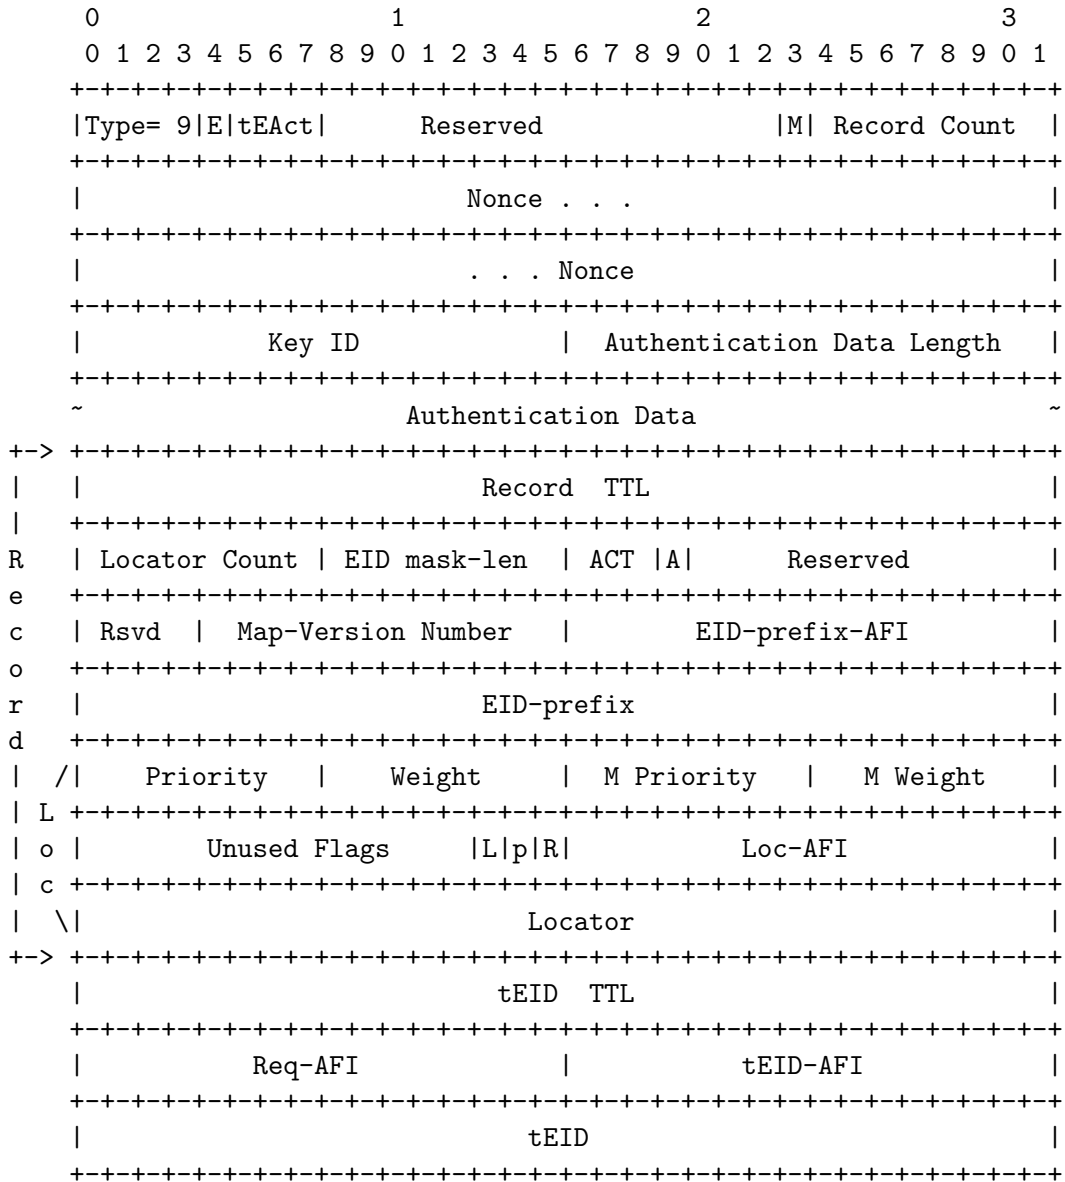 0                   1                   2                   3
     0 1 2 3 4 5 6 7 8 9 0 1 2 3 4 5 6 7 8 9 0 1 2 3 4 5 6 7 8 9 0 1
    +-+-+-+-+-+-+-+-+-+-+-+-+-+-+-+-+-+-+-+-+-+-+-+-+-+-+-+-+-+-+-+-+
    |Type= 9|E|tEAct|      Reserved               |M| Record Count  |
    +-+-+-+-+-+-+-+-+-+-+-+-+-+-+-+-+-+-+-+-+-+-+-+-+-+-+-+-+-+-+-+-+
    |                         Nonce . . .                           |
    +-+-+-+-+-+-+-+-+-+-+-+-+-+-+-+-+-+-+-+-+-+-+-+-+-+-+-+-+-+-+-+-+
    |                         . . . Nonce                           |
    +-+-+-+-+-+-+-+-+-+-+-+-+-+-+-+-+-+-+-+-+-+-+-+-+-+-+-+-+-+-+-+-+
    |            Key ID             |  Authentication Data Length   |
    +-+-+-+-+-+-+-+-+-+-+-+-+-+-+-+-+-+-+-+-+-+-+-+-+-+-+-+-+-+-+-+-+
    ~                     Authentication Data                       ~
+-> +-+-+-+-+-+-+-+-+-+-+-+-+-+-+-+-+-+-+-+-+-+-+-+-+-+-+-+-+-+-+-+-+
|   |                          Record  TTL                          |
|   +-+-+-+-+-+-+-+-+-+-+-+-+-+-+-+-+-+-+-+-+-+-+-+-+-+-+-+-+-+-+-+-+
R   | Locator Count | EID mask-len  | ACT |A|      Reserved         |
e   +-+-+-+-+-+-+-+-+-+-+-+-+-+-+-+-+-+-+-+-+-+-+-+-+-+-+-+-+-+-+-+-+
c   | Rsvd  |  Map-Version Number   |        EID-prefix-AFI         |
o   +-+-+-+-+-+-+-+-+-+-+-+-+-+-+-+-+-+-+-+-+-+-+-+-+-+-+-+-+-+-+-+-+
r   |                          EID-prefix                           |
d   +-+-+-+-+-+-+-+-+-+-+-+-+-+-+-+-+-+-+-+-+-+-+-+-+-+-+-+-+-+-+-+-+
|  /|    Priority   |    Weight     |  M Priority   |   M Weight    |
| L +-+-+-+-+-+-+-+-+-+-+-+-+-+-+-+-+-+-+-+-+-+-+-+-+-+-+-+-+-+-+-+-+
| o |        Unused Flags     |L|p|R|           Loc-AFI             |
| c +-+-+-+-+-+-+-+-+-+-+-+-+-+-+-+-+-+-+-+-+-+-+-+-+-+-+-+-+-+-+-+-+
|  \|                             Locator                           |
+-> +-+-+-+-+-+-+-+-+-+-+-+-+-+-+-+-+-+-+-+-+-+-+-+-+-+-+-+-+-+-+-+-+
    |                           tEID  TTL                           |
    +-+-+-+-+-+-+-+-+-+-+-+-+-+-+-+-+-+-+-+-+-+-+-+-+-+-+-+-+-+-+-+-+
    |           Req-AFI             |           tEID-AFI            |
    +-+-+-+-+-+-+-+-+-+-+-+-+-+-+-+-+-+-+-+-+-+-+-+-+-+-+-+-+-+-+-+-+
    |                             tEID                              |
    +-+-+-+-+-+-+-+-+-+-+-+-+-+-+-+-+-+-+-+-+-+-+-+-+-+-+-+-+-+-+-+-+